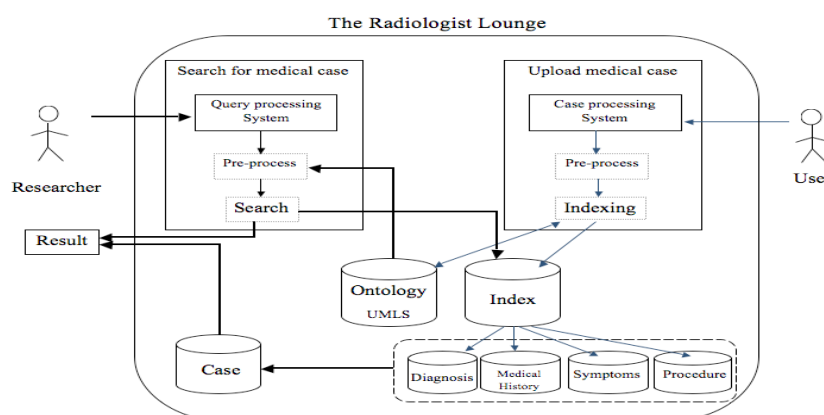 The Radiologist Lounge
Search for medical case
Query processing
System
Pre-process
Search
Upload medical case
Case processing
System
Pre-process
Indexing
Researcher
Use
Result
Ontology
UMLS
Index
Case
Diagnosis
Medical
History
Symptoms
Procedure